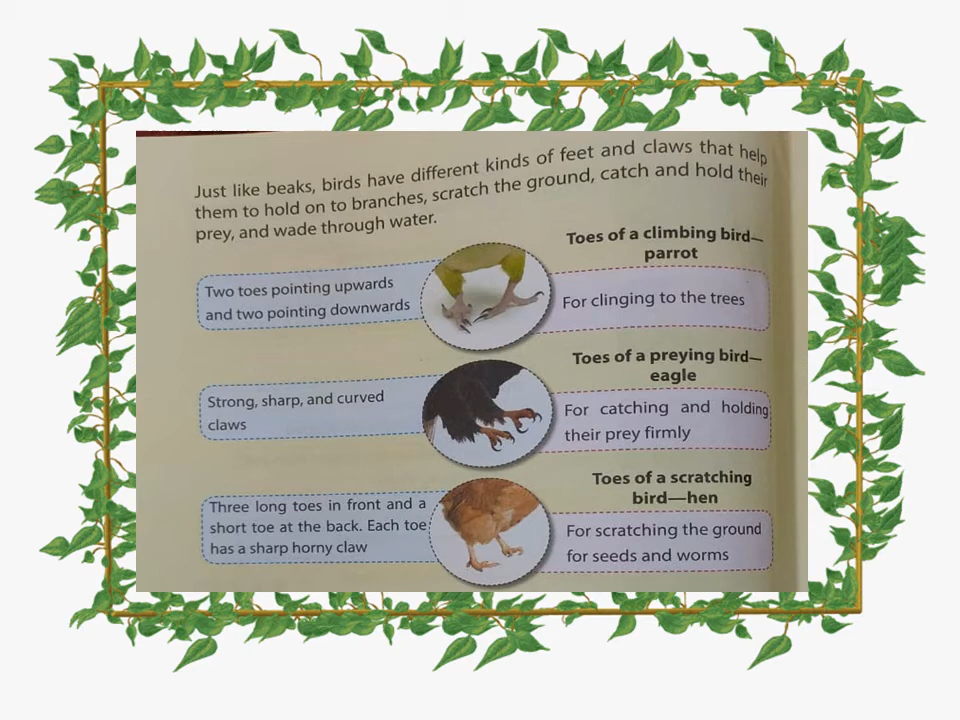 Just like beaks, birds have different kinds of feet and claws that help
them to hold on to branches, scratch the ground, catch and hold their
prey, and wade through water.
Toes of a climbing bird—
parrot
Two toes pointing upwards
and two pointing downwards
For clinging to the trees
Toes of a preying bird—
eagle
Strong, sharp, and curved
claws
For catching and holding
their prey firmly
Toes of a scratching
bird—hen
Three long toes in front and a
short toe at the back. Each toe
has a sharp horny claw
For scratching the ground
for seeds and worms